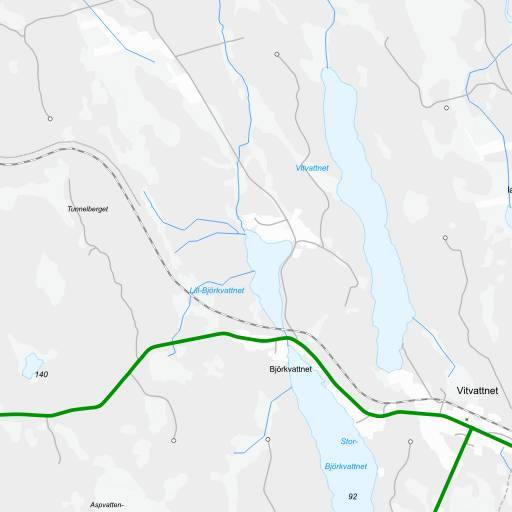 Vitvattnet
Tunnelberget
Lill-Björkvattnet
Björkvattnet
140
Vitvattnet
Stor-
Björkvattnet
92
Aspvatten-